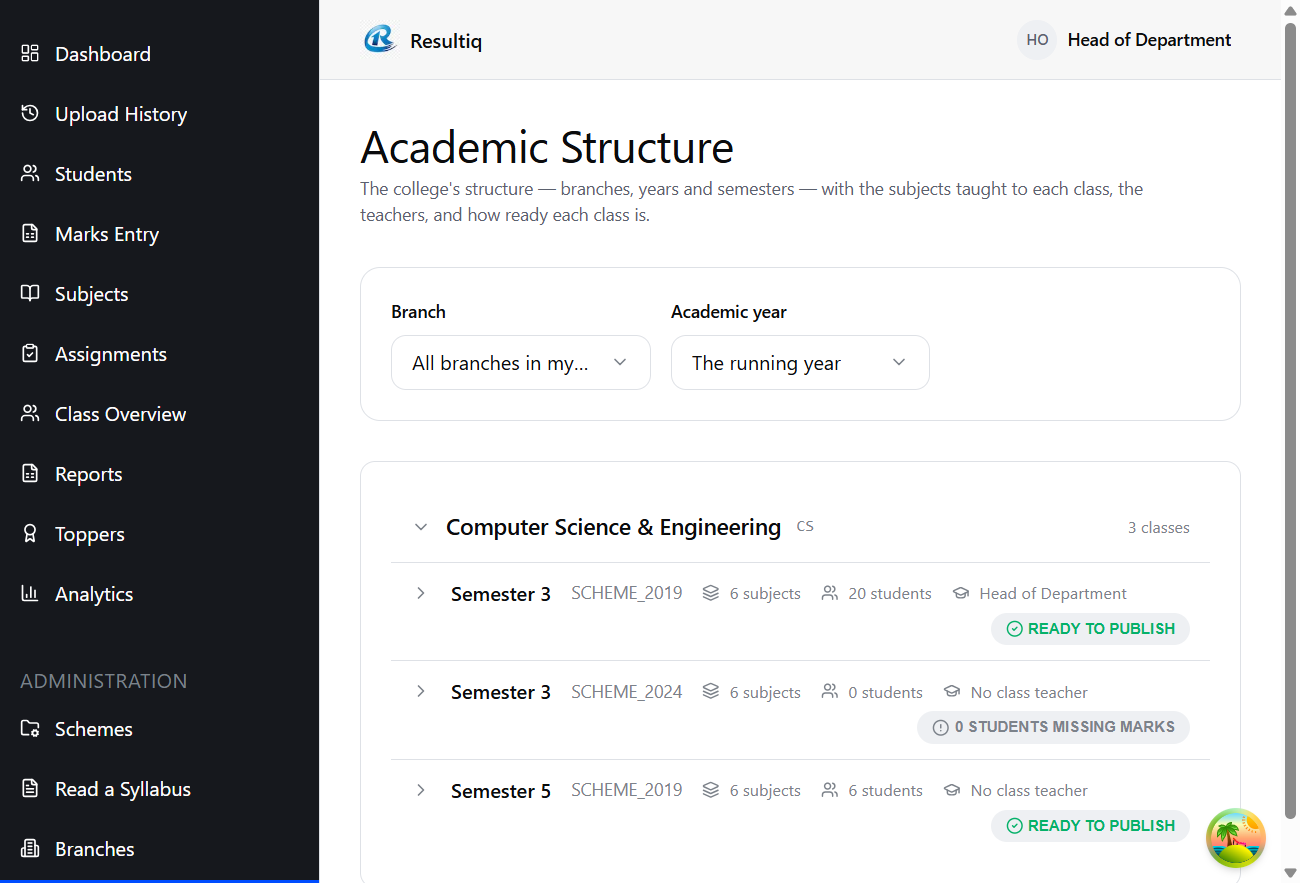 Dashboard
Upload History
Students
Marks Entry
Subjects
Assignments
Class Overview
Reports
Toppers
Analytics
ADMINISTRATION
Schemes
Read a Syllabus
Branches
Resultiq
HO Head of Department
Academic Structure
The college's structure — branches, years and semesters — with the subjects taught to each class, the
teachers, and how ready each class is.
Branch
All branches in my...
Academic year
The running year
Computer Science & Engineering CS 3 classes
Semester 3 SCHEME_2019 6 subjects 20 students Head of Department
READY TO PUBLISH
Semester 3 SCHEME_2024 6 subjects 0 students No class teacher
0 STUDENTS MISSING MARKS
Semester 5 SCHEME_2019 6 subjects 6 students No class teacher
READY TO PUBLISH